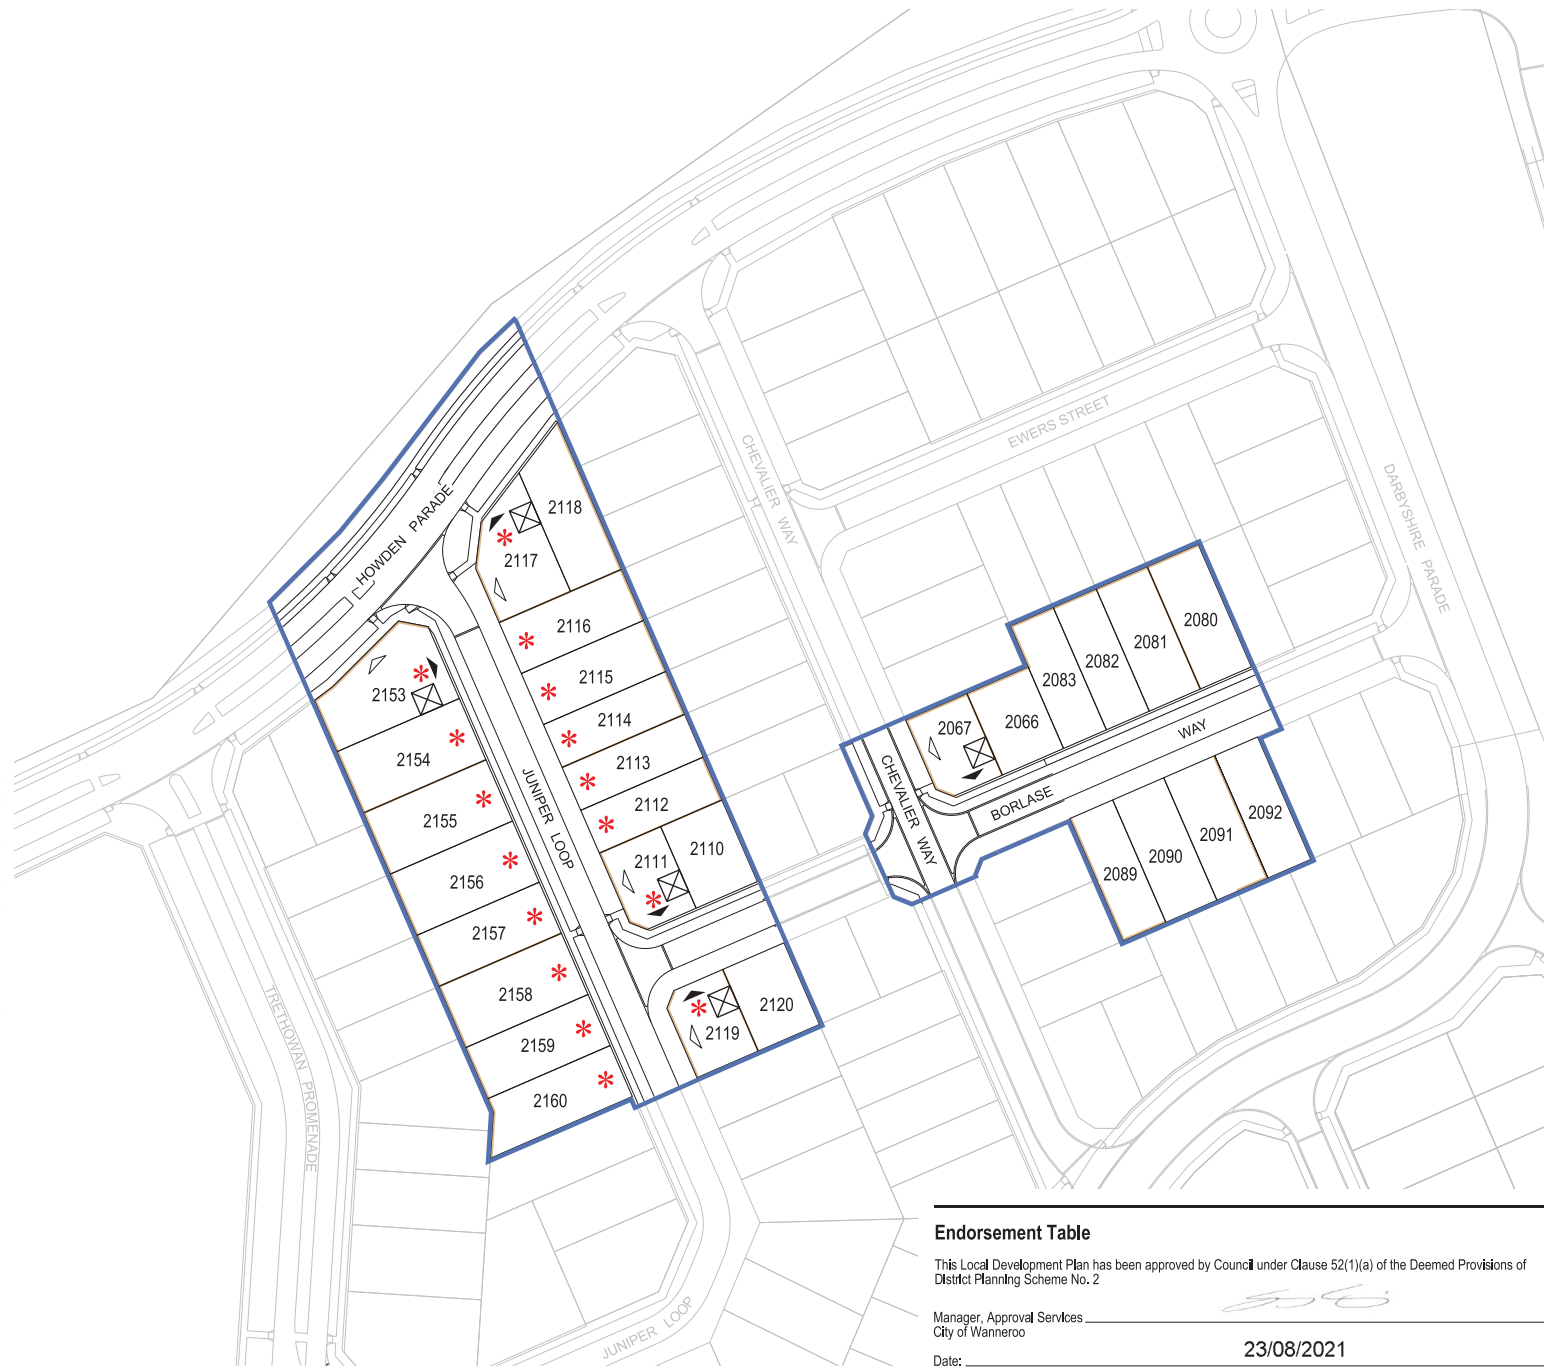 EWERS STREET
CHEVALIER WAY
DARBYSHIRE PARADE
HOWDEN PARADE
2118
2117
2116
2115
2114
2113
2112
2111
2110
2153
2154
2155
2156
2157
2158
2159
2160
JUNIPER LOOP
2119
2120
2080
2081
2082
2083
2066
2067
CHEVALIER WAY
BORLASE WAY
2089
2090
2091
2092
TRETHOWAN PROMENADE
JUNIPER LOOP
Endorsement Table
This Local Development Plan has been approved by Council under Clause 52(1)(a) of the Deemed Provisions of
District Planning Scheme No. 2
Manager, Approval Services
City of Wanneroo
Date: 23/08/2021